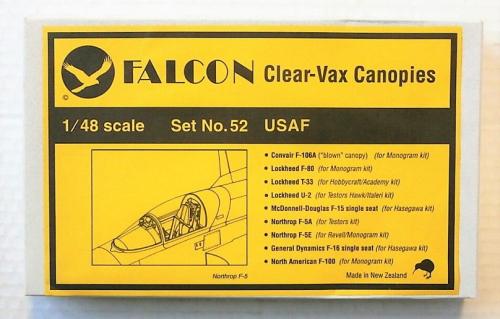 FALCON Clear-Vax Canopies
©
1/48 scale Set No. 52 USAF
• Convair F-106A ("blown" canopy) (for Monogram kit)
• Lockheed F-80 (for Monogram kit)
• Lockheed T-33 (for Hobbycraft/Academy kit)
• Lockheed U-2 (for Testors Hawk/Italeri kit)
• McDonnell-Douglas F-15 single seat (for Hasegawa kit)
• Northrop F-5A (for Testors kit)
• Northrop F-5E (for Revell/Monogram kit)
• General Dynamics F-16 single seat (for Hasegawa kit)
• North American F-100 (for Monogram kit)
Northrop F-5
Made in New Zealand